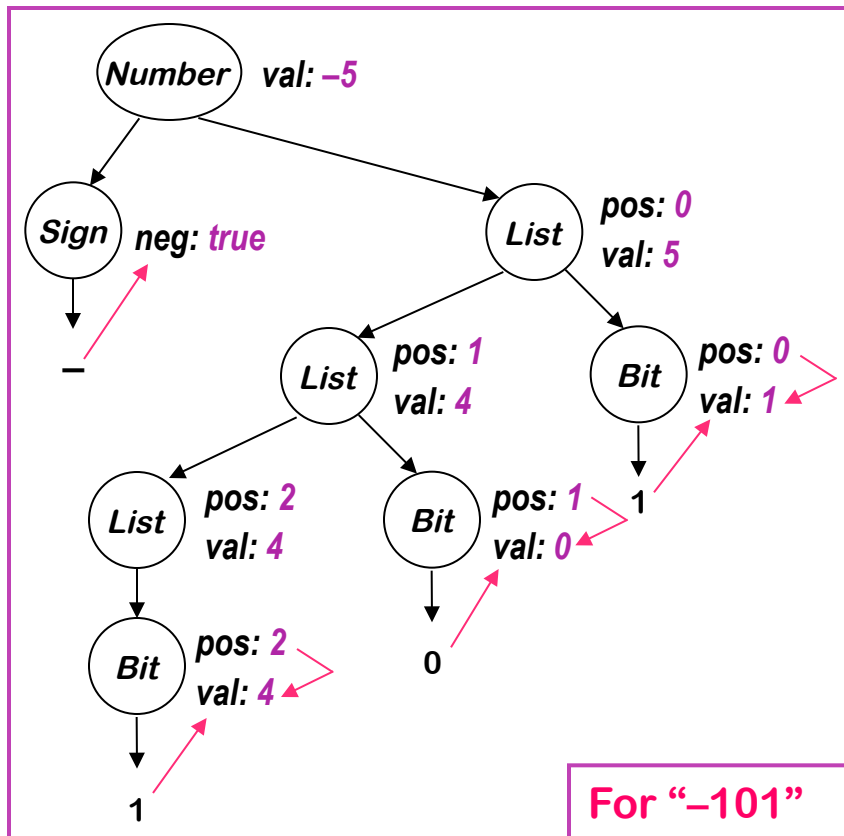 Number val: –5
Sign neg: true
List pos: 0
val: 5
–
List pos: 1
val: 4
Bit pos: 0
val: 1
List pos: 2
val: 4
Bit pos: 1
val: 0
1
Bit pos: 2
val: 4
0
1
For “–101”